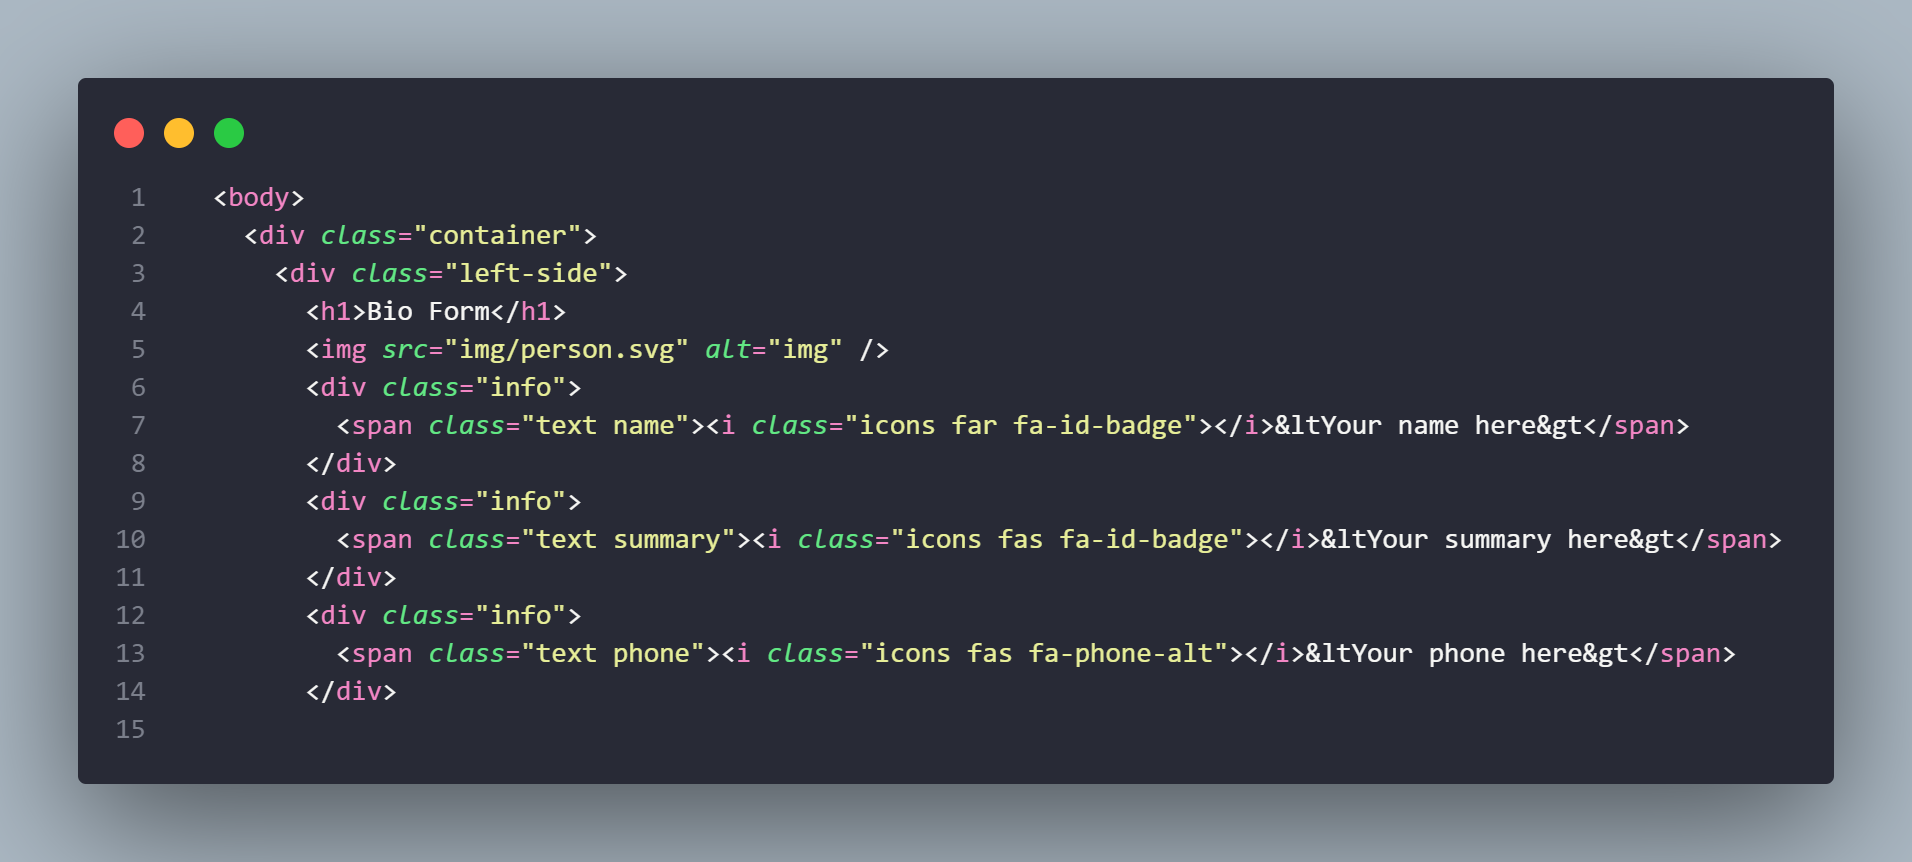 1 <body>
2 <div class="container">
3 <div class="left-side">
4 <h1>Bio Form</h1>
5 <img src="img/person.svg" alt="img" />
6 <div class="info">
7 <span class="text name"><i class="icons far fa-id-badge"></i>&ltYour name here&gt</span>
8 </div>
9 <div class="info">
10 <span class="text summary"><i class="icons fas fa-id-badge"></i>&ltYour summary here&gt</span>
11 </div>
12 <div class="info">
13 <span class="text phone"><i class="icons fas fa-phone-alt"></i>&ltYour phone here&gt</span>
14 </div>
15